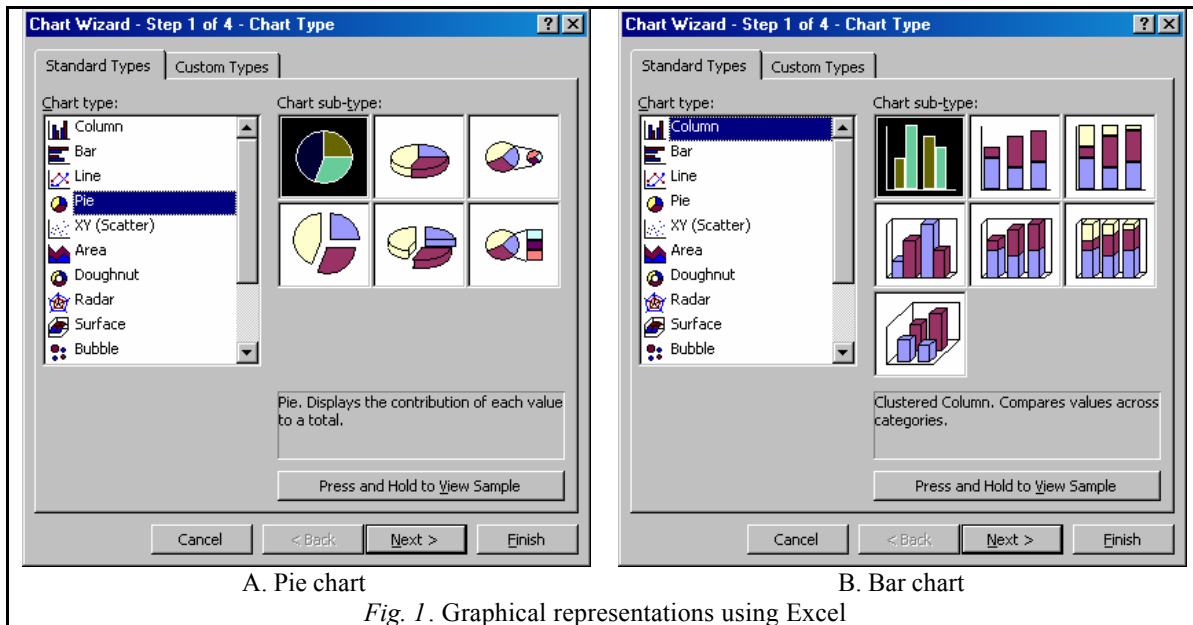 Chart Wizard - Step 1 of 4 - Chart Type
Standard Types
Custom Types
Chart type:
Chart sub-type:
Column
Bar
Line
Pie
XY (Scatter)
Area
Doughnut
Radar
Surface
Bubble
Pie. Displays the contribution of each value
to a total.
Press and Hold to View Sample
Cancel
< Back
Next >
Finish
A. Pie chart
Chart Wizard - Step 1 of 4 - Chart Type
Standard Types
Custom Types
Chart type:
Chart sub-type:
Column
Bar
Line
Pie
XY (Scatter)
Area
Doughnut
Radar
Surface
Bubble
Clustered Column. Compares values across
categories.
Press and Hold to View Sample
Cancel
< Back
Next >
Finish
B. Bar chart
Fig. 1. Graphical representations using Excel